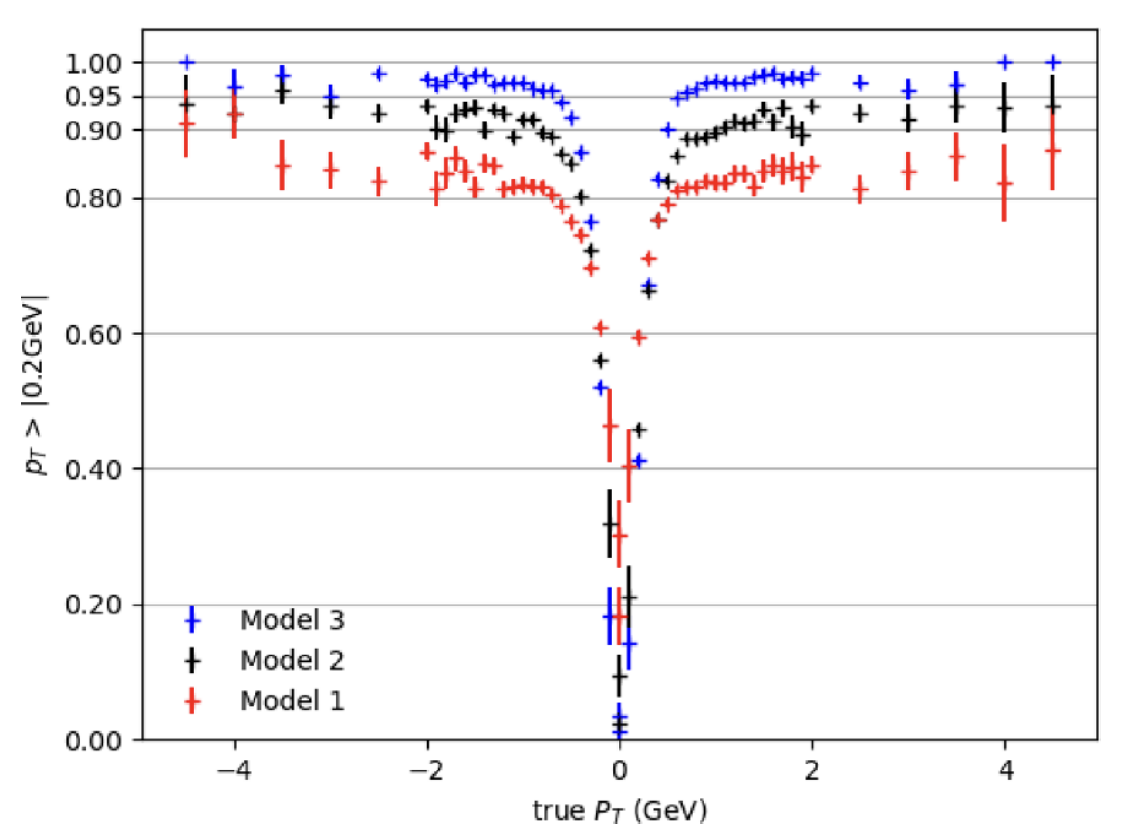 1.00
0.95
0.90
0.80
0.60
0.40
0.20
0.00
p_T > |0.2GeV|
Model 3
Model 2
Model 1
−4 −2 0 2 4
true P_T (GeV)